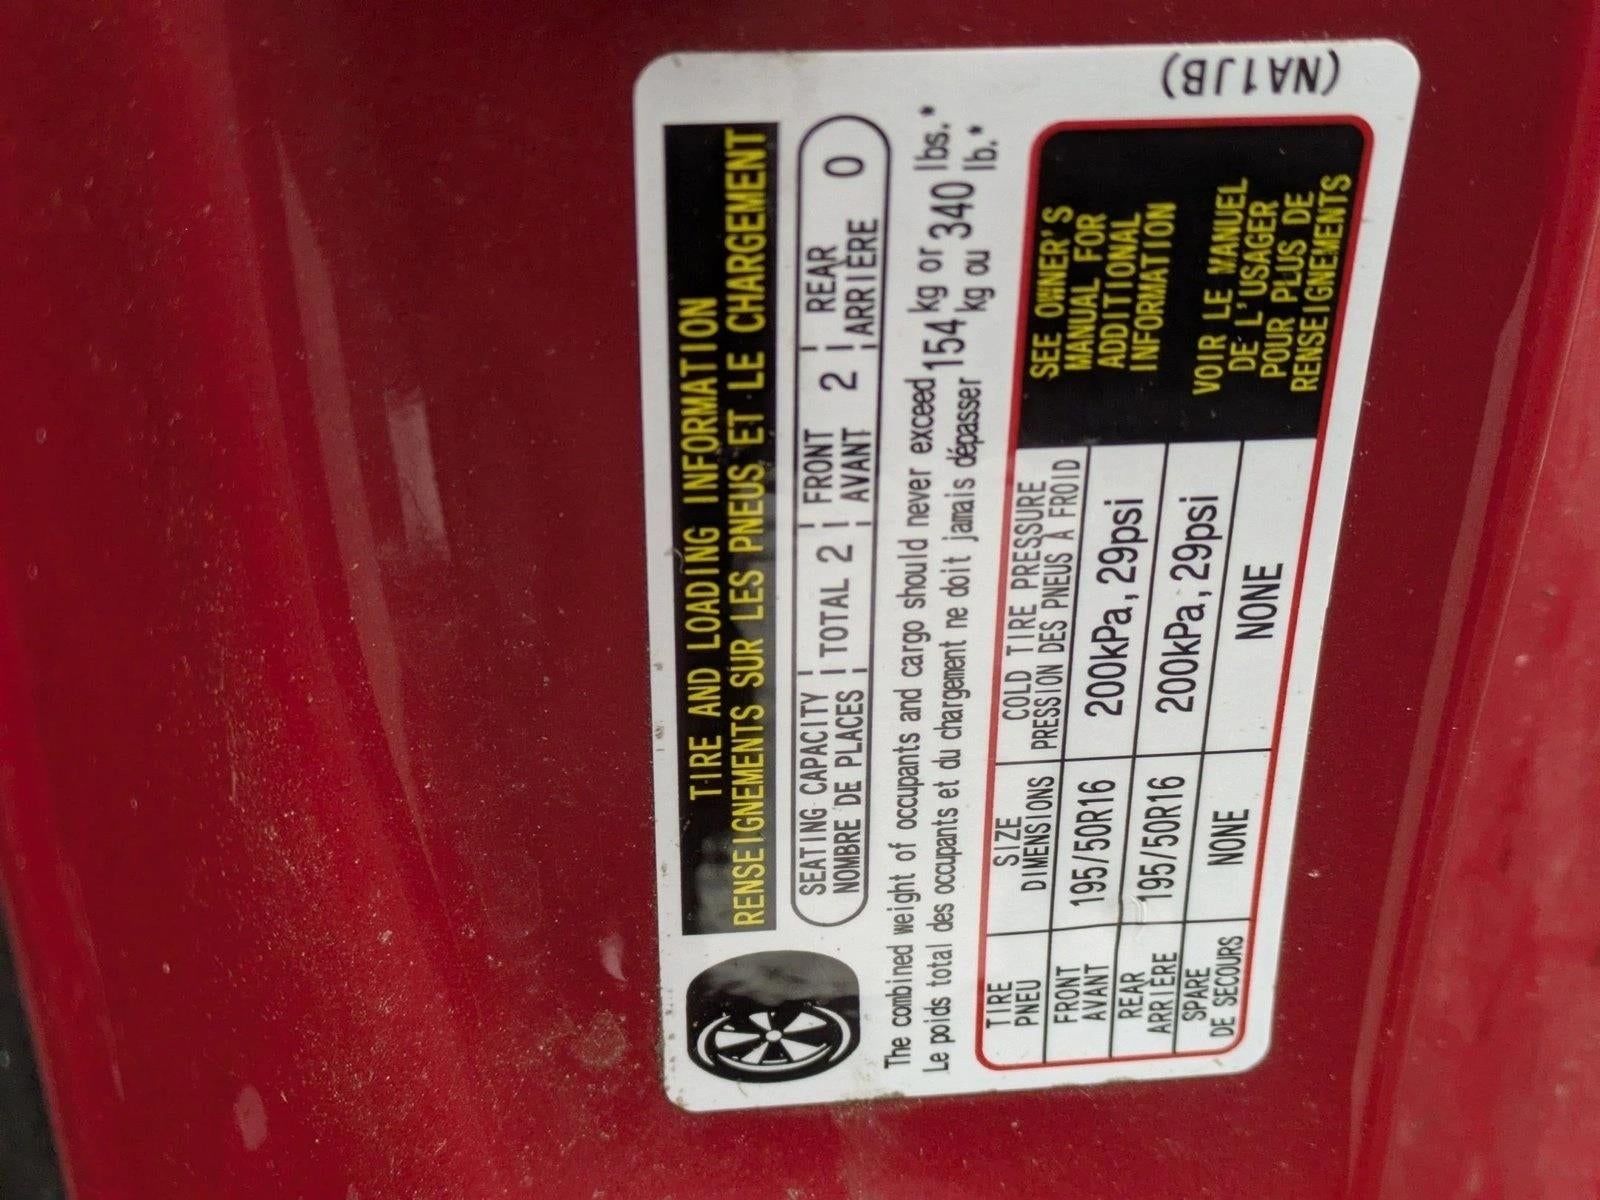 TIRE AND LOADING INFORMATION
RENSEIGNEMENTS SUR LES PNEUS ET LE CHARGEMENT
SEATING CAPACITY
NOMBRE DE PLACES
TOTAL 2
FRONT
AVANT
2
REAR
ARRIÈRE
0
The combined weight of occupants and cargo should never exceed 154 kg or 340 lbs.*
Le poids total des occupants et du chargement ne doit jamais dépasser kg ou lb.*
TIRE
PNEU
SIZE
DIMENSIONS
COLD TIRE PRESSURE
PRESSION DES PNEUS À FROID
FRONT
AVANT
195/50R16
200kPa, 29psi
REAR
ARRIÈRE
195/50R16
200kPa, 29psi
SPARE
DE SECOURS
NONE
NONE
SEE OWNER'S
MANUAL FOR
ADDITIONAL
INFORMATION
VOIR LE MANUEL
DE L'USAGER
POUR PLUS DE
RENSEIGNEMENTS
(NA1JB)